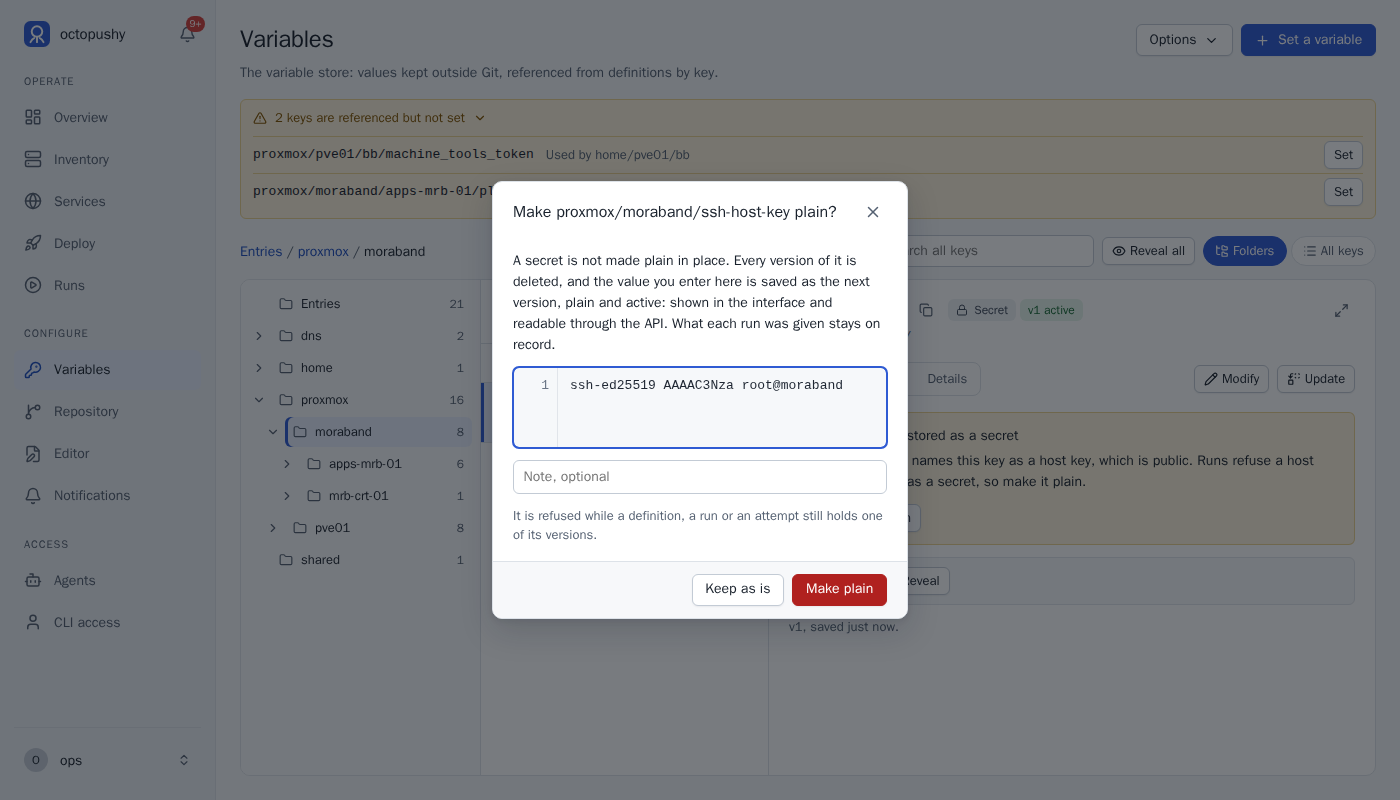 octopushy
9+
OPERATE
Overview
Inventory
Services
Deploy
Runs
CONFIGURE
Variables
Repository
Editor
Notifications
ACCESS
Agents
CLI access
O
ops
Variables
Options
Set a variable
The variable store: values kept outside Git, referenced from definitions by key.
2 keys are referenced but not set
proxmox/pve01/bb/machine_tools_token Used by home/pve01/bb
Set
proxmox/moraband/apps-mrb-01/
Set
Entries / proxmox / moraband
all keys
Reveal all
Folders
All keys
Entries 21
dns 2
home 1
proxmox 16
moraband 8
apps-mrb-01 6
mrb-crt-01 1
pve01 8
shared 1
Secret
v1 active
Details
Modify
Update
stored as a secret
names this key as a host key, which is public. Runs refuse a host
as a secret, so make it plain.
Reveal
v1, saved just now.
Make proxmox/moraband/ssh-host-key plain?
A secret is not made plain in place. Every version of it is
deleted, and the value you enter here is saved as the next
version, plain and active: shown in the interface and
readable through the API. What each run was given stays on
record.
1 ssh-ed25519 AAAAC3Nza root@moraband
Note, optional
It is refused while a definition, a run or an attempt still holds one
of its versions.
Keep as is
Make plain